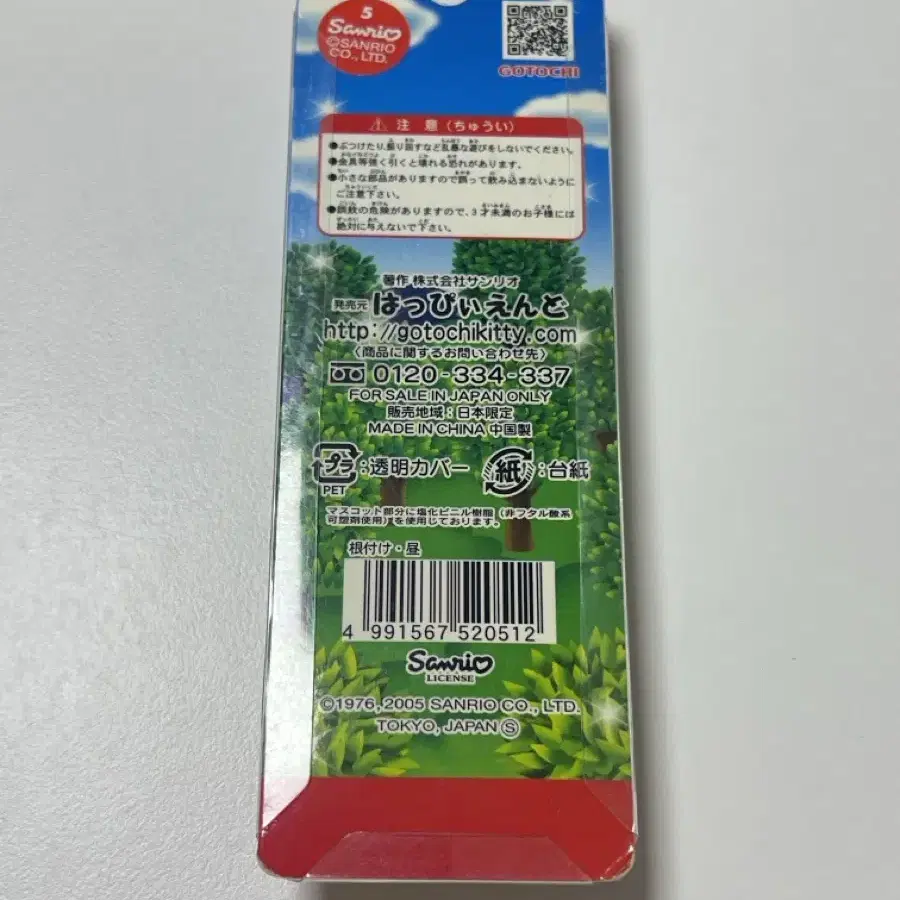 5
Sanrio
©SANRIO
CO., LTD.
GOTOCHI
注 意 (ちゅうい)
●ぶつけたり、振り回すなど乱暴な遊びをしないでください。
●金具等強く引くと壊れる恐れがあります。
●小さな部品がありますので誤って飲み込まないように
ご注意下さい。
●誤飲の危険がありますので、3才未満のお子様には
絶対に与えないで下さい。
著作 株式会社サンリオ
発売元 はっぴぃえんど
http://gotochikitty.com
〈商品に関するお問い合わせ先〉
0120-334-337
FOR SALE IN JAPAN ONLY
販売地域：日本限定
MADE IN CHINA 中国製
プラ:透明カバー 紙:台紙
PET
マスコット部分に塩化ビニル樹脂（非フタル酸系
可塑剤使用）を使用しております。
根付け・昼
4 991567 520512
Sanrio
LICENSE
©1976, 2005 SANRIO CO., LTD.
TOKYO, JAPAN Ⓢ